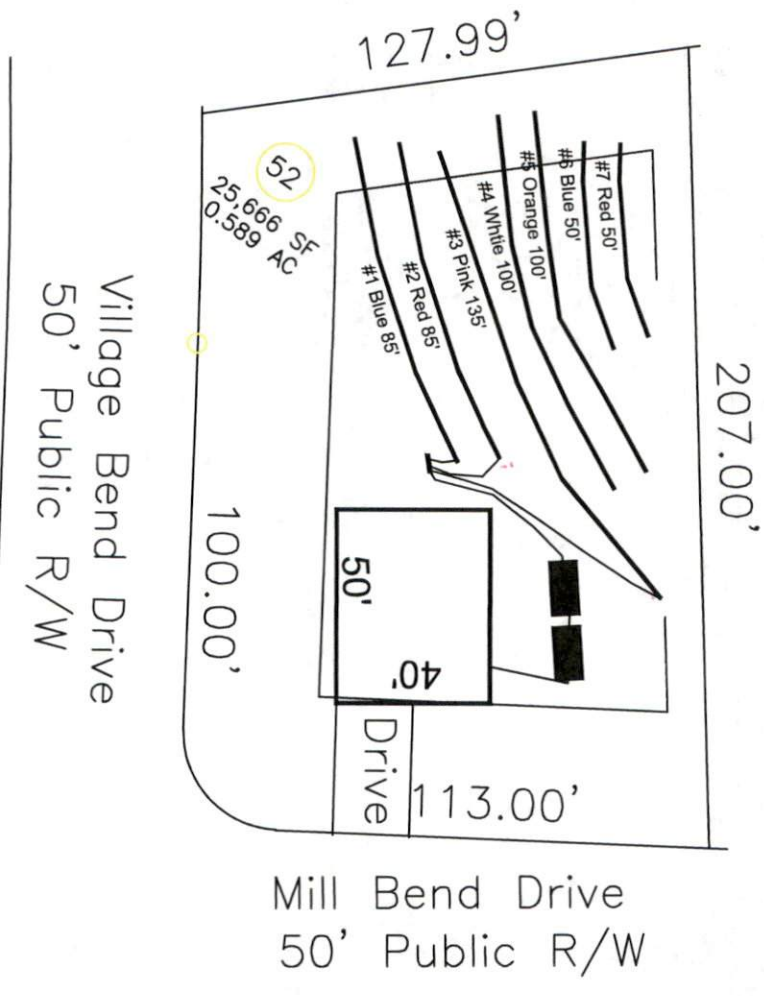 127.99'
52
25,666 SF
0.589 AC
#1 Blue 85'
#2 Red 85'
#3 Pink 135'
#4 Whtie 100'
#5 Orange 100'
#6 Blue 50'
#7 Red 50'
207.00'
Village Bend Drive
50' Public R/W
100.00'
50'
40'
Drive
113.00'
Mill Bend Drive
50' Public R/W